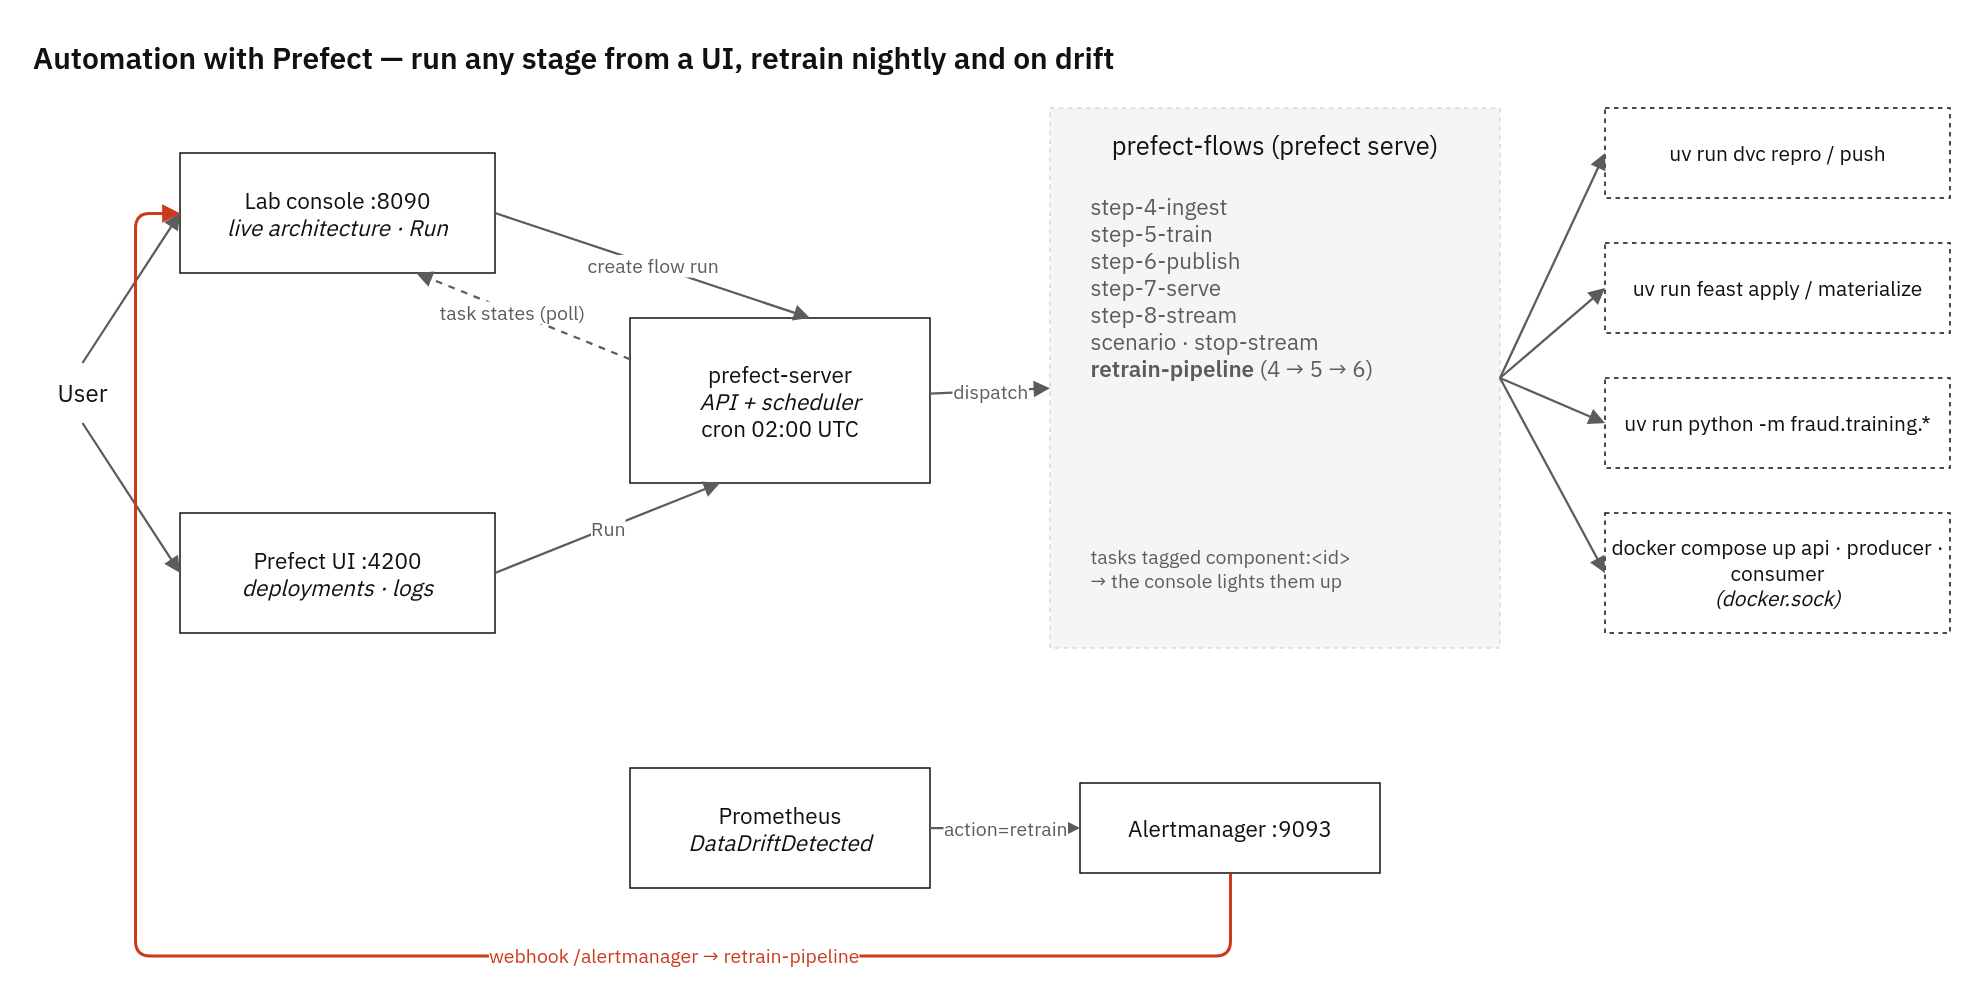 Automation with Prefect — run any stage from a UI, retrain nightly and on drift
Lab console :8090
live architecture · Run
create flow run
task states (poll)
User
prefect-server
API + scheduler
cron 02:00 UTC
dispatch
Prefect UI :4200
deployments · logs
Run
prefect-flows (prefect serve)
step-4-ingest
step-5-train
step-6-publish
step-7-serve
step-8-stream
scenario · stop-stream
retrain-pipeline (4 → 5 → 6)
tasks tagged component:<id>
→ the console lights them up
uv run dvc repro / push
uv run feast apply / materialize
uv run python -m fraud.training.*
docker compose up api · producer ·
consumer
(docker.sock)
Prometheus
DataDriftDetected
action=retrain
Alertmanager :9093
webhook /alertmanager → retrain-pipeline